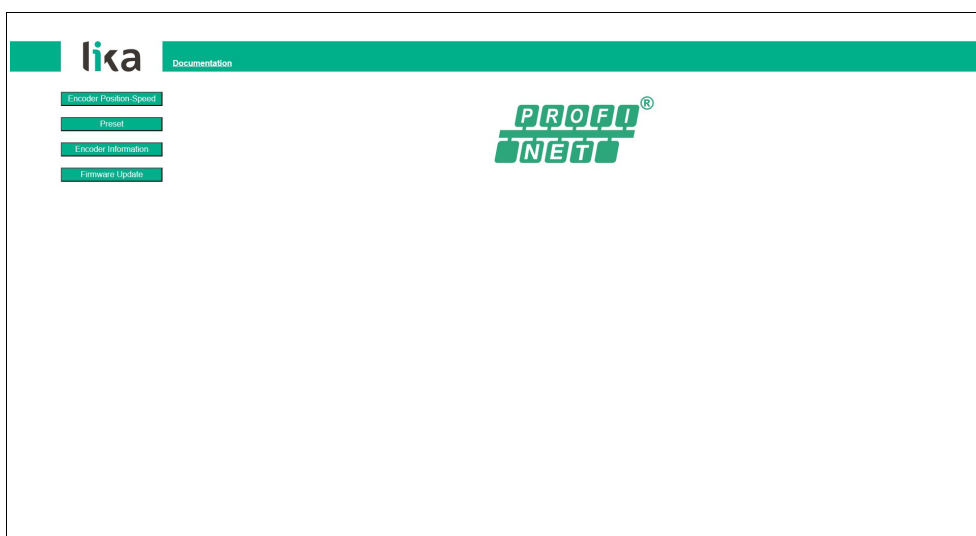 lika
Documentation
Encoder Position-Speed
Preset
Encoder Information
Firmware Update
PROFI®
NET